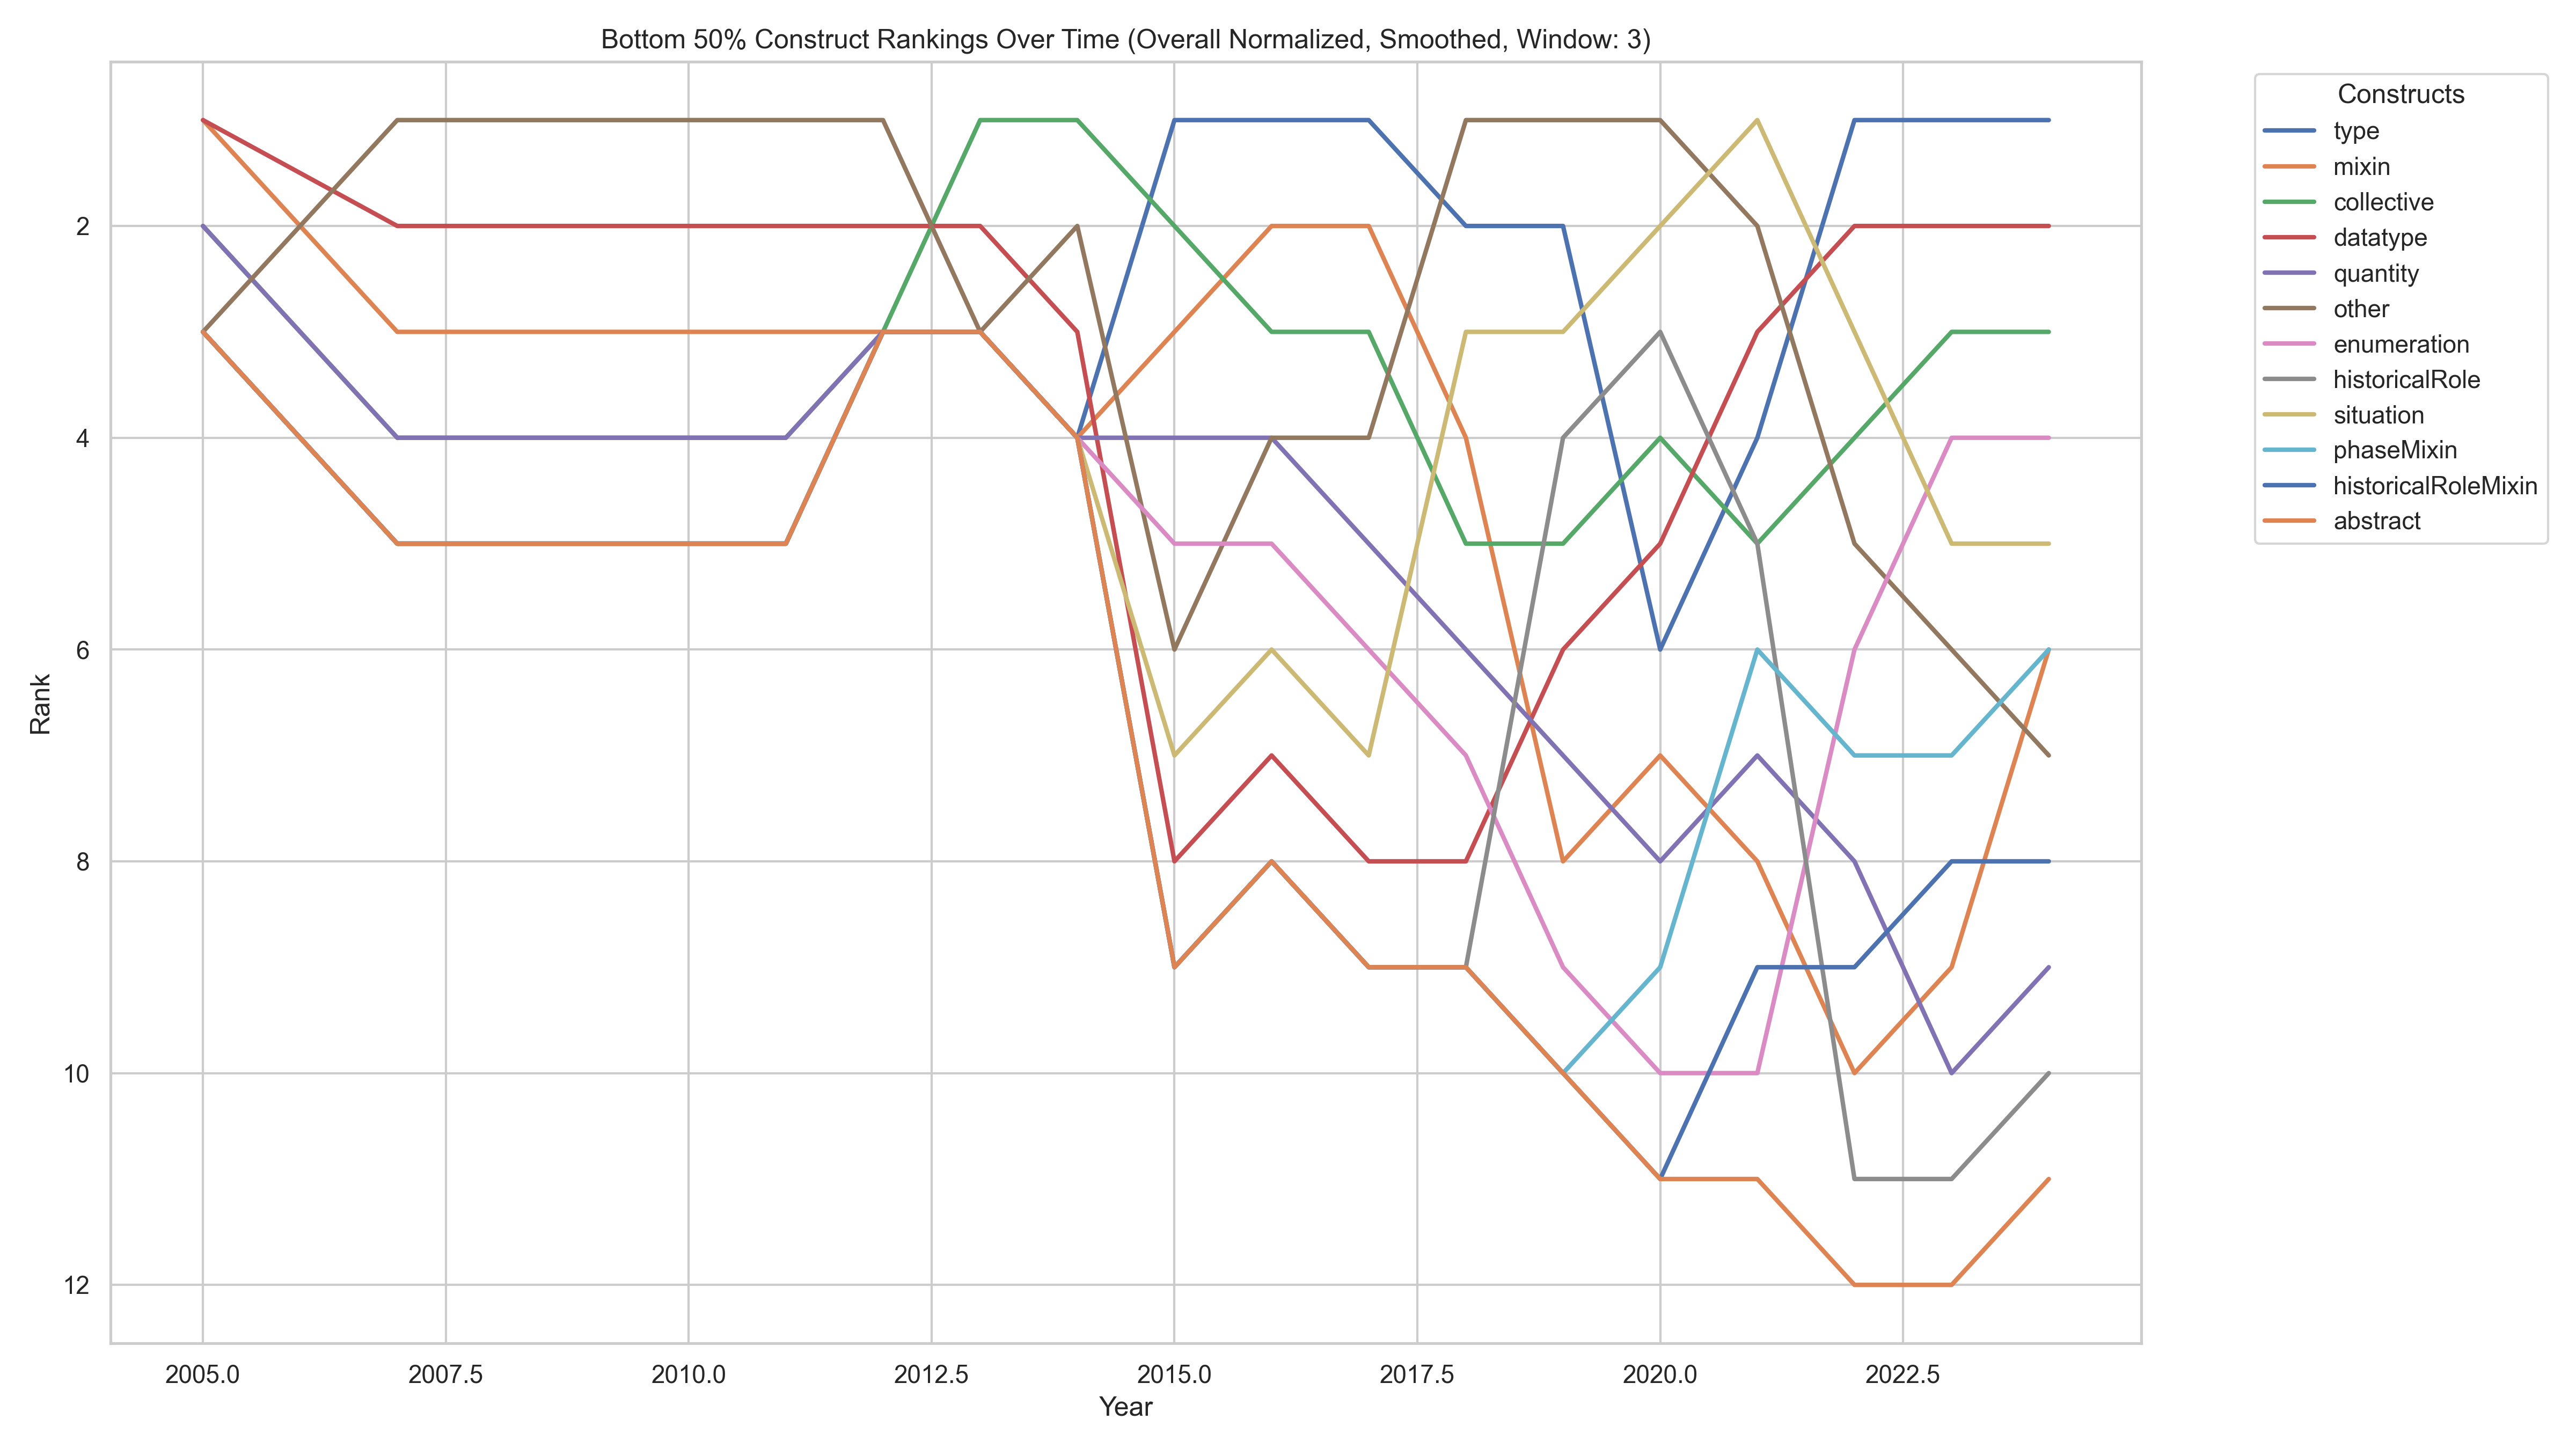 Bottom 50% Construct Rankings Over Time (Overall Normalized, Smoothed, Window: 3)
Constructs
type
mixin
collective
datatype
quantity
other
enumeration
historicalRole
situation
phaseMixin
historicalRoleMixin
abstract
Rank
2
4
6
8
10
12
2005.0 2007.5 2010.0 2012.5 2015.0 2017.5 2020.0 2022.5
Year